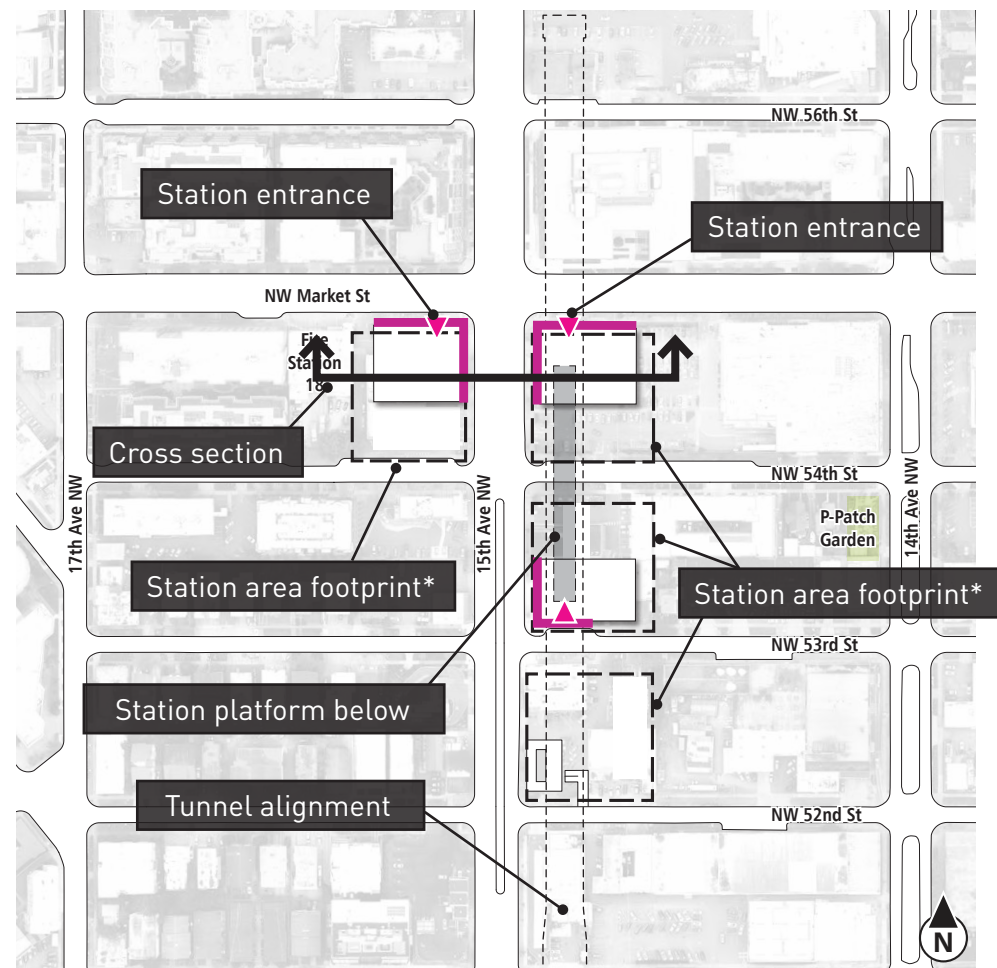 NW 56th St
Station entrance
Station entrance
NW Market St
Fire
Station
18
Cross section
NW 54th St
17th Ave NW
15th Ave NW
14th Ave NW
P-Patch
Garden
Station area footprint*
Station area footprint*
NW 53rd St
Station platform below
Tunnel alignment
NW 52nd St
N